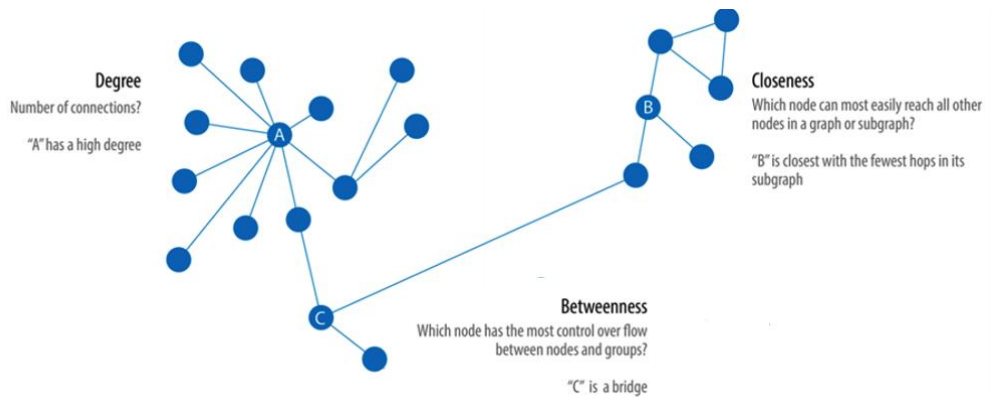 Degree
Number of connections?
"A" has a high degree
A
B
Closeness
Which node can most easily reach all other
nodes in a graph or subgraph?
"B" is closest with the fewest hops in its
subgraph
C
Betweenness
Which node has the most control over flow
between nodes and groups?
"C" is a bridge